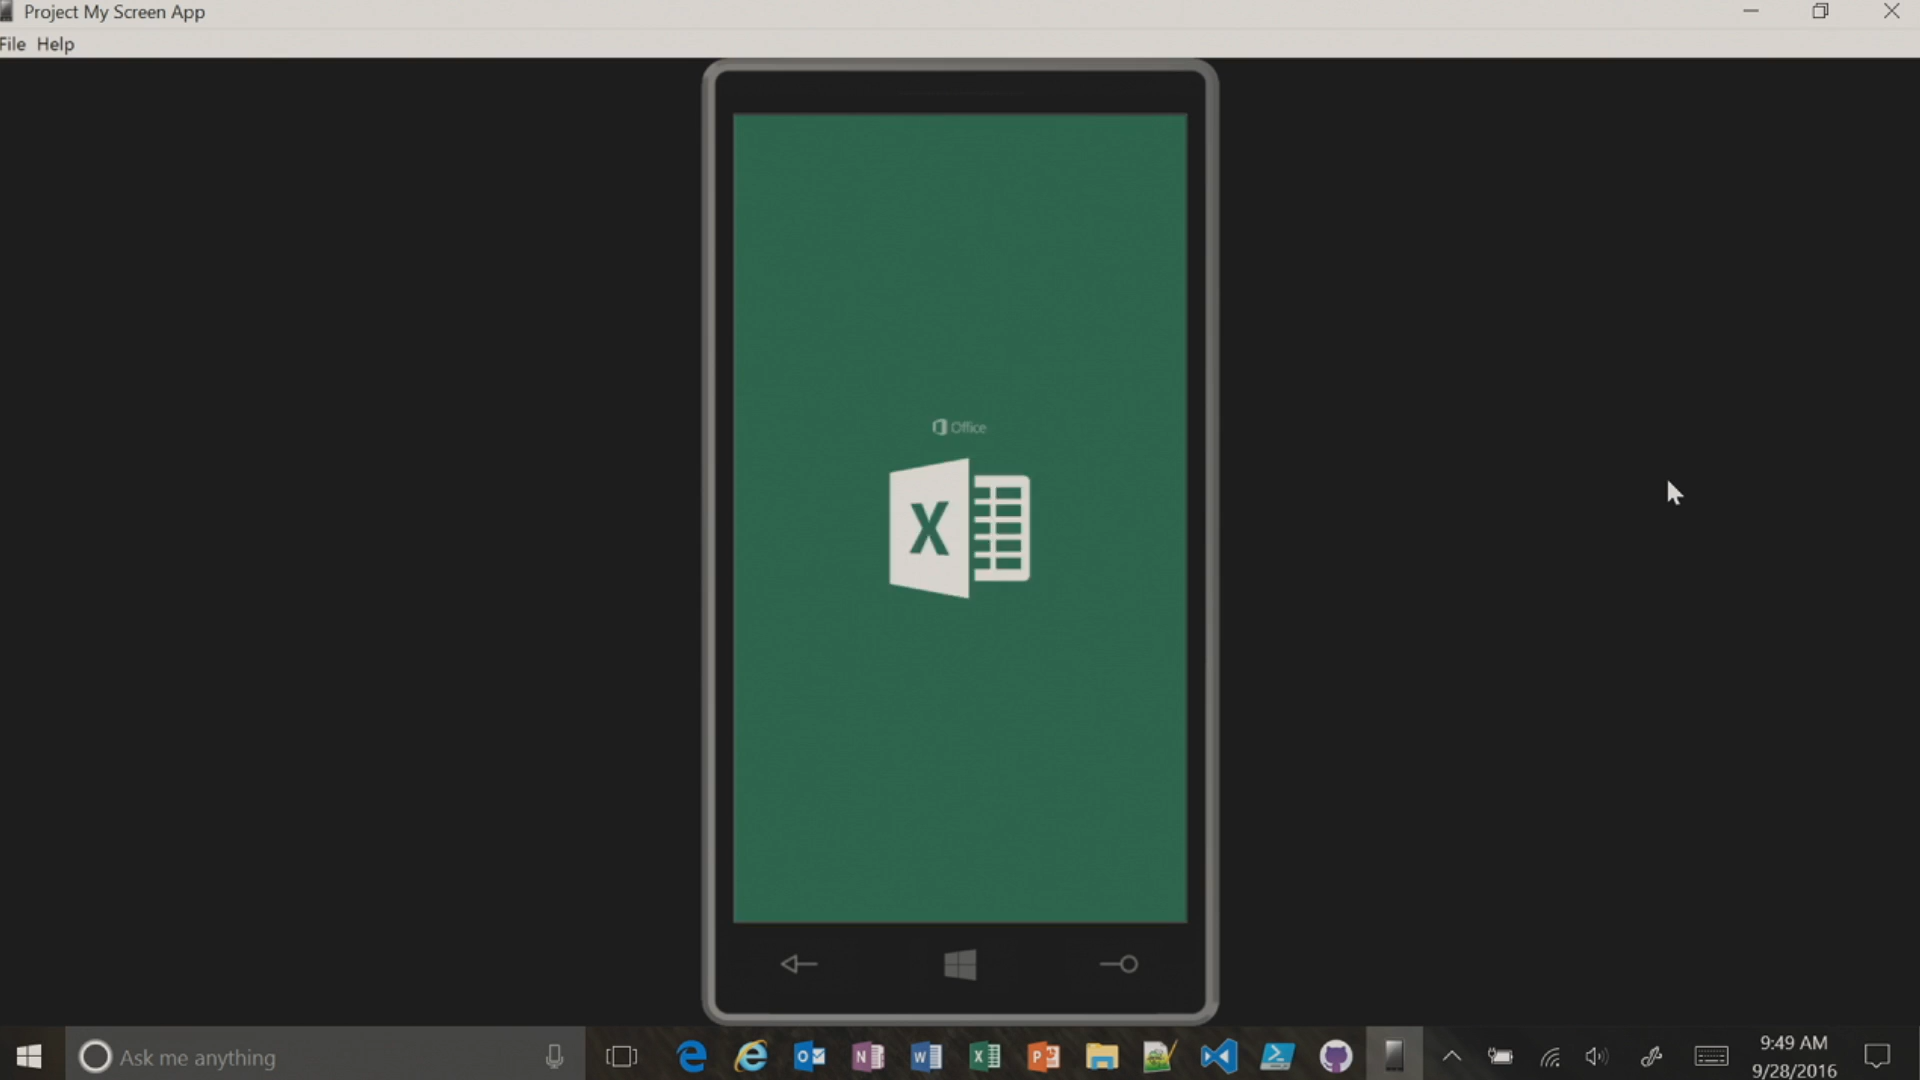 Project My Screen App
File Help
Office
X
Ask me anything
9:49 AM
9/28/2016